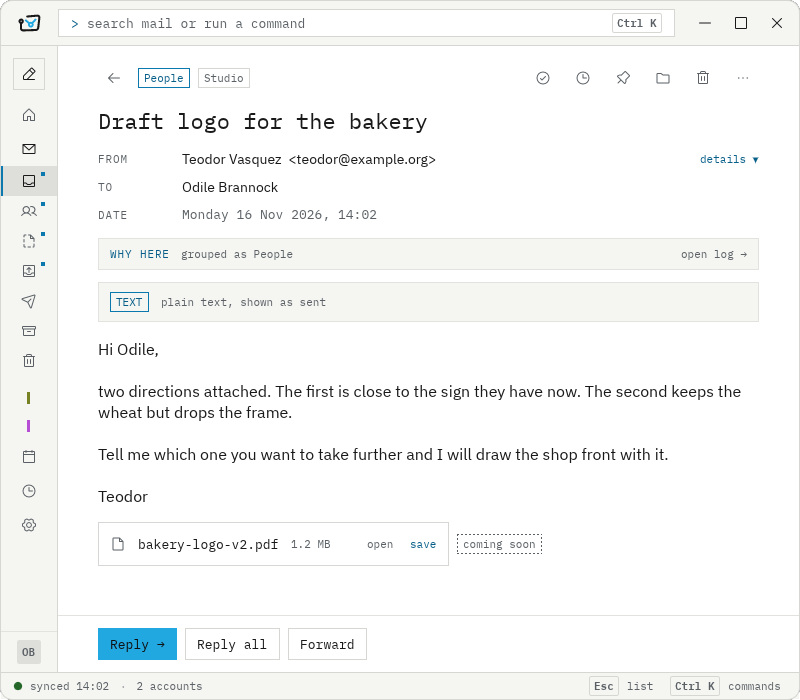 > search mail or run a command Ctrl K
People Studio
Draft logo for the bakery
FROM Teodor Vasquez <teodor@example.org> details ▾
TO Odile Brannock
DATE Monday 16 Nov 2026, 14:02
WHY HERE grouped as People open log →
TEXT plain text, shown as sent
Hi Odile,
two directions attached. The first is close to the sign they have now. The second keeps the
wheat but drops the frame.
Tell me which one you want to take further and I will draw the shop front with it.
Teodor
bakery-logo-v2.pdf 1.2 MB open save coming soon
Reply → Reply all Forward
OB
synced 14:02 · 2 accounts Esc list Ctrl K commands